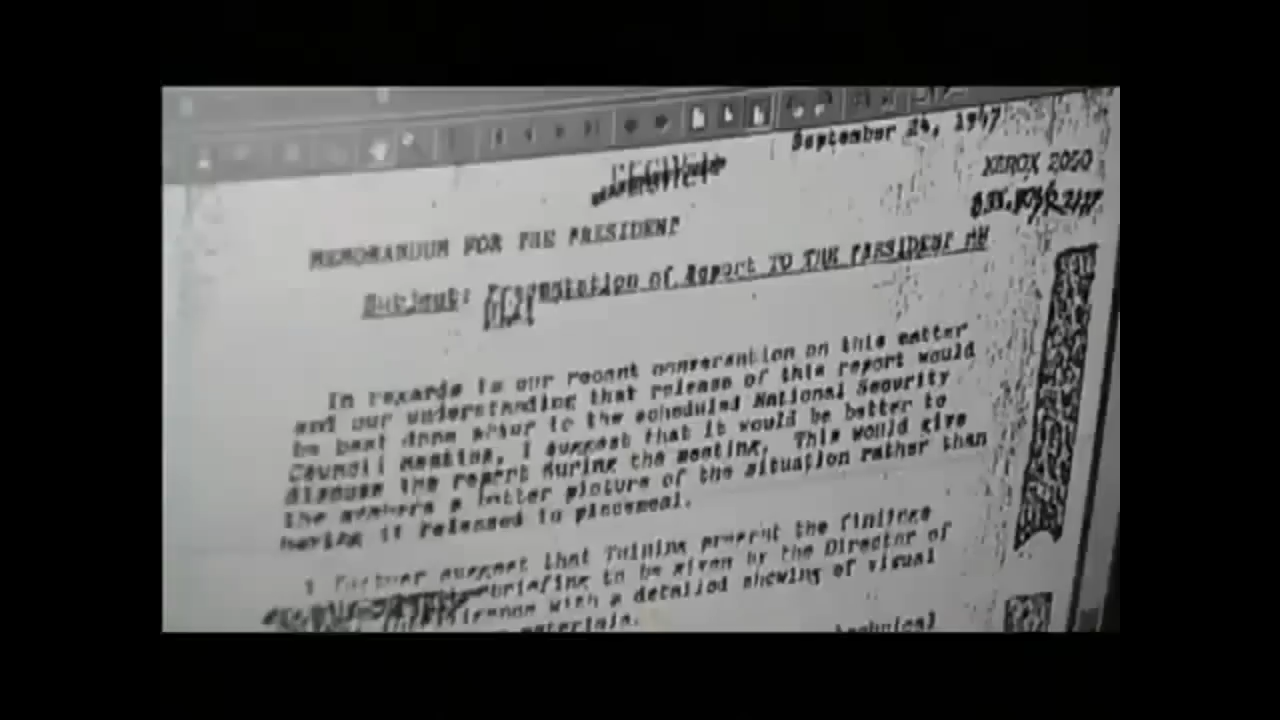 September 24, 1947
XEROX 2050
MEMORANDUM FOR THE PRESIDENT
Subject: Presentation of Report TO THE PRESIDENT
In regards to our recent conversation on this matter
and our understanding that release of this report would
be best done prior to the scheduled National Security
Council meeting, I suggest that it would be better to
discuss the report during the meeting. This would give
the members a better picture of the situation rather than
having it released in piecemeal.
I further suggest that Twining present the findings
briefing to be given by the Director of
with a detailed showing of visual
materials.
technical